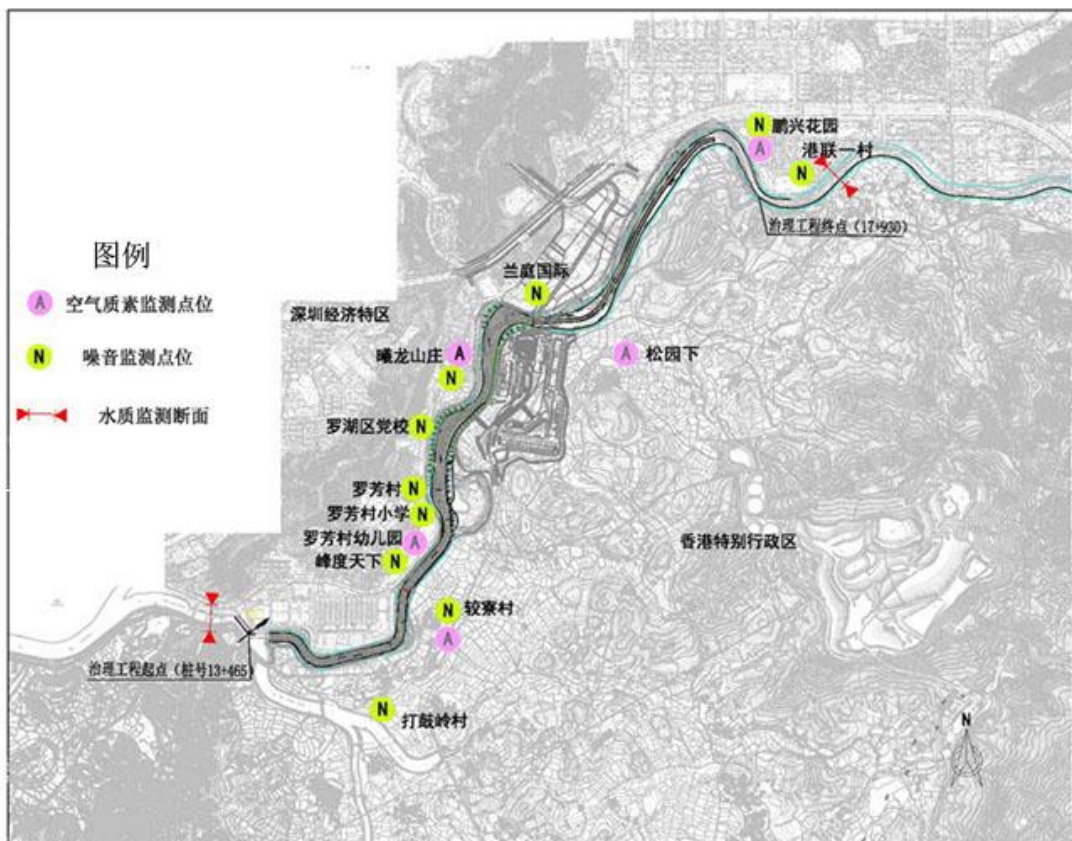 N 鹏兴花园
A
港联一村
N
治理工程终点（17+930）
图例
兰庭国际
N
A 空气质素监测点位
深圳经济特区
N 噪音监测点位
曦龙山庄 A
N
A 松园下
水质监测断面
罗湖区党校 N
罗芳村 N
罗芳村小学 N
罗芳村幼儿园 A
峰度天下 N
香港特别行政区
N 较寮村
A
治理工程起点（桩号13+465）
N 打鼓岭村
N